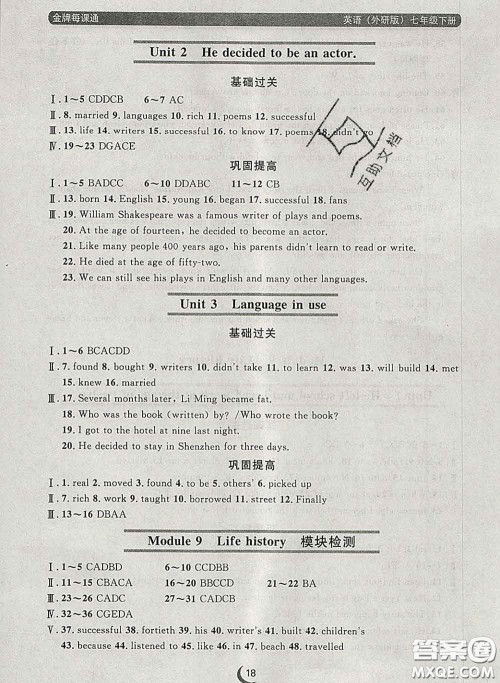 金牌每课通 英语（外研版）七年级下册
Unit 2 He decided to be an actor.
基础过关
Ⅰ. 1~5 CDDCB 6~7 AC
Ⅱ. 8. married 9. languages 10. rich 11. poems 12. successful
Ⅲ. 13. life 14. writers 15. successful 16. to know 17. poems 18. didn't go
Ⅳ. 19~23 DGACE
巩固提高
Ⅰ. 1~5 BADCC 6~10 DDABC 11~12 CB
Ⅱ. 13. born 14. English 15. young 16. began 17. successful 18. fire
Ⅲ. 19. William Shakespeare was a famous writer of plays and poems.
20. At the age of fourteen, he decided to become an actor.
21. Like many people 400 years ago, his parents didn't learn to read or write.
22. He died at the age of fifty-two.
23. We can still see his plays in English and many other languages.
Unit 3 Language in use
基础过关
Ⅰ. 1~6 BCACDD
Ⅱ. 7. found 8. bought 9. writers 10. didn't take 11. to learn 12. was 13. will build 14. met
15. knew 16. married
Ⅲ. 17. Several months later, Li Ming became fat.
18. Who was the book (written) by? /Who wrote the book?
19. I got to the hotel at nine last night.
20. He decided to stay in Shenzhen for three days.
巩固提高
Ⅰ. 1. real 2. moved 3. found 4. to be 5. others' 6. picked up
Ⅱ. 7. rich 8. work 9. taught 10. borrowed 11. street 12. Finally
Ⅲ. 13~16 DBAA
Module 9 Life history 模块检测
Ⅰ. 1~5 CADBD 6~10 CCDBB
Ⅱ. 11~15 CBACA 16~20 BBCCD 21~22 BA
Ⅲ. 23~26 CADC 27~31 CADCB
Ⅳ. 32~36 CGEDA
Ⅴ. 37. successful 38. fortieth 39. his 40. writer's 41. built 42. children's
43. because 44. listened 45. like 46. after 47. at 48. travelled
18
互助文档
答案圈
MXQE.COM